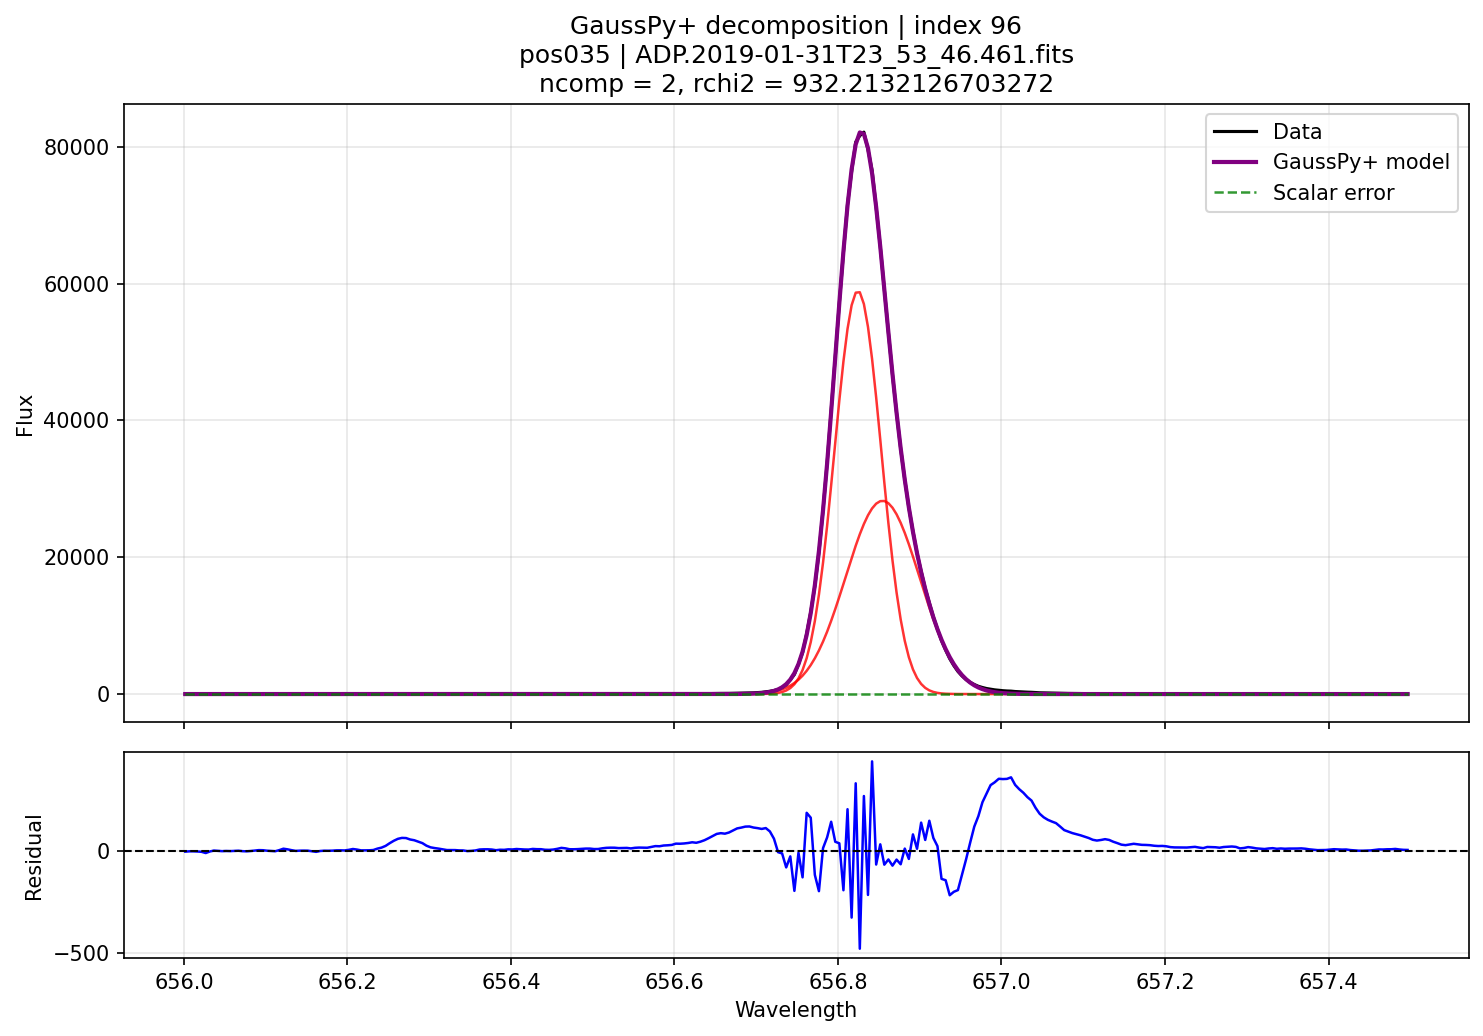 GaussPy+ decomposition | index 96
pos035 | ADP.2019-01-31T23_53_46.461.fits
ncomp = 2, rchi2 = 932.2132126703272
Data
GaussPy+ model
Scalar error
80000
60000
40000
20000
0
Flux
0
−500
Residual
656.0 656.2 656.4 656.6 656.8 657.0 657.2 657.4
Wavelength